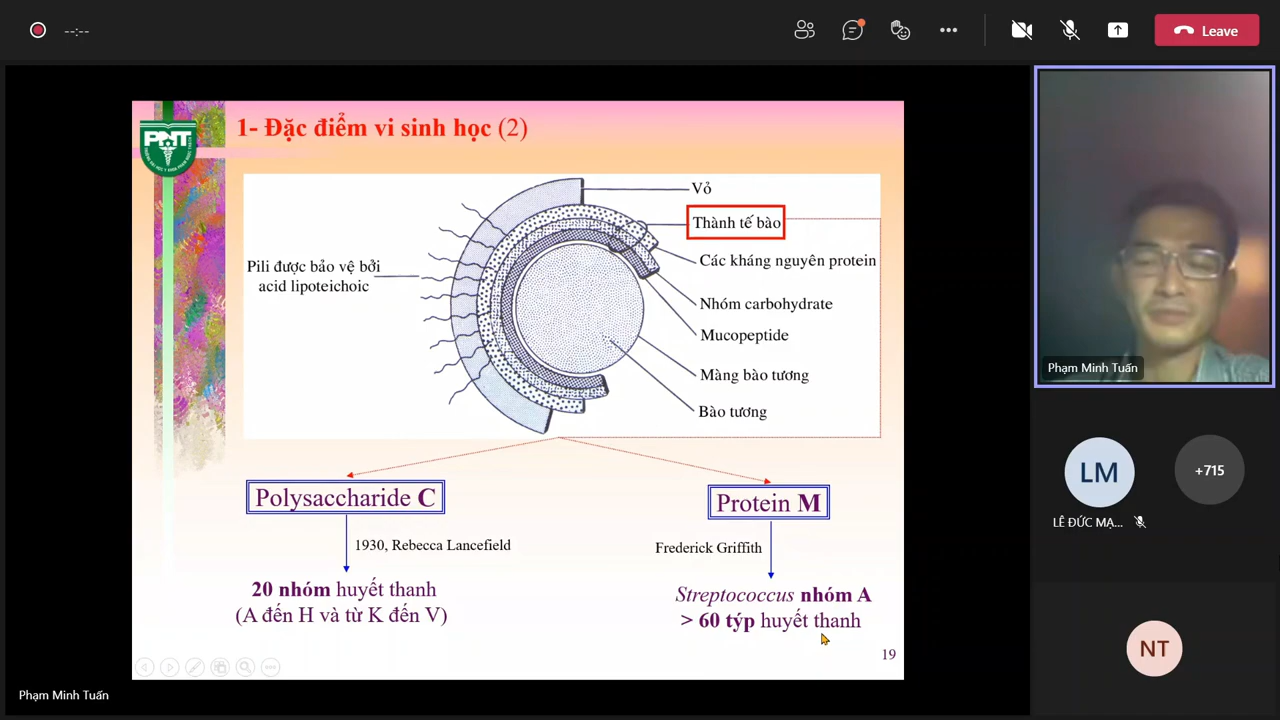 --:--
Leave
PNT
1- Đặc điểm vi sinh học (2)
Vỏ
Thành tế bào
Các kháng nguyên protein
Nhóm carbohydrate
Mucopeptide
Màng bào tương
Bào tương
Pili được bảo vệ bởi
acid lipoteichoic
Polysaccharide C
Protein M
1930, Rebecca Lancefield
Frederick Griffith
20 nhóm huyết thanh
(A đến H và từ K đến V)
Streptococcus nhóm A
> 60 týp huyết thanh
19
Phạm Minh Tuấn
Phạm Minh Tuấn
LM
+715
LÊ ĐỨC MẠ...
NT